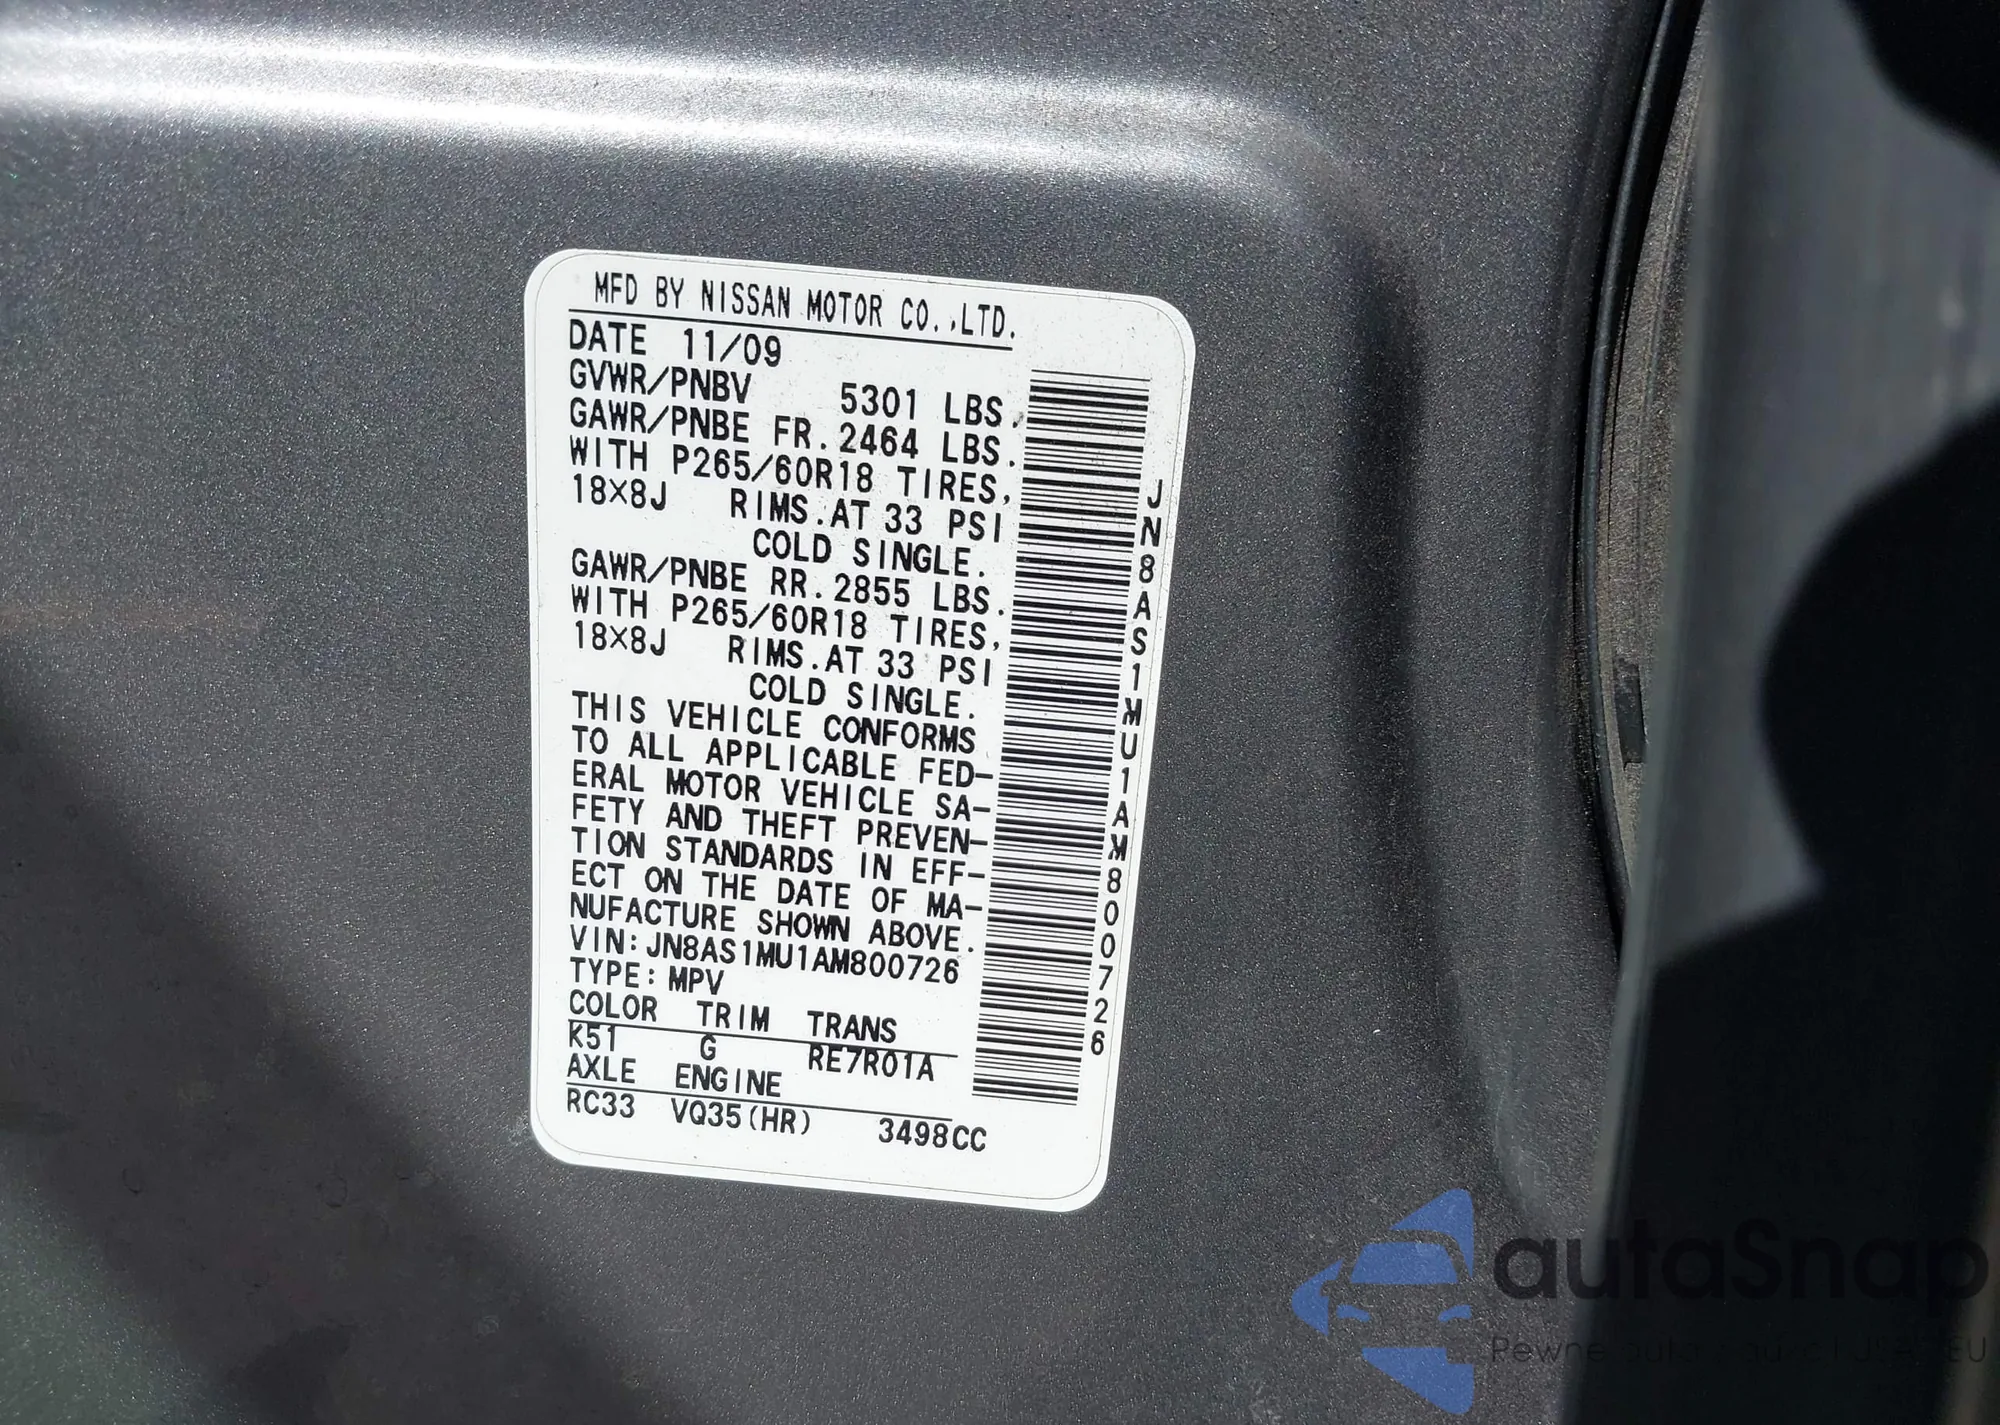 MFD BY NISSAN MOTOR CO.,LTD.
DATE 11/09
GVWR/PNBV 5301 LBS.
GAWR/PNBE FR.2464 LBS.
WITH P265/60R18 TIRES,
18×8J RIMS.AT 33 PSI
COLD SINGLE.
GAWR/PNBE RR.2855 LBS.
WITH P265/60R18 TIRES,
18×8J RIMS.AT 33 PSI
COLD SINGLE.
THIS VEHICLE CONFORMS
TO ALL APPLICABLE FED-
ERAL MOTOR VEHICLE SA-
FETY AND THEFT PREVEN-
TION STANDARDS IN EFF-
ECT ON THE DATE OF MA-
NUFACTURE SHOWN ABOVE.
VIN:JN8AS1MU1AM800726
TYPE:MPV
COLOR TRIM TRANS
K51 G RE7R01A
AXLE ENGINE
RC33 VQ35(HR) 3498CC
JN8AS1MU1AM800726
autaSnap
Pewne auta